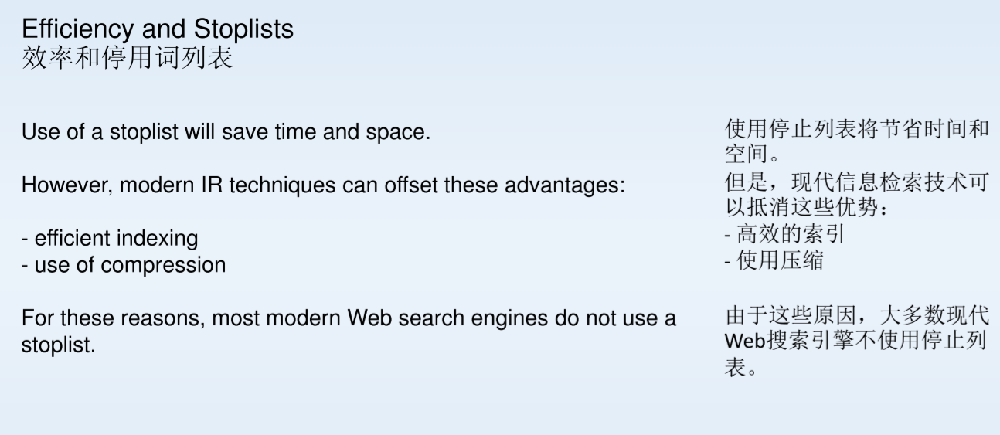 Efficiency and Stoplists
效率和停用词列表
Use of a stoplist will save time and space.
However, modern IR techniques can offset these advantages:
- efficient indexing
- use of compression
For these reasons, most modern Web search engines do not use a
stoplist.
使用停止列表将节省时间和
空间。
但是，现代信息检索技术可
以抵消这些优势：
- 高效的索引
- 使用压缩
由于这些原因，大多数现代
Web搜索引擎不使用停止列
表。